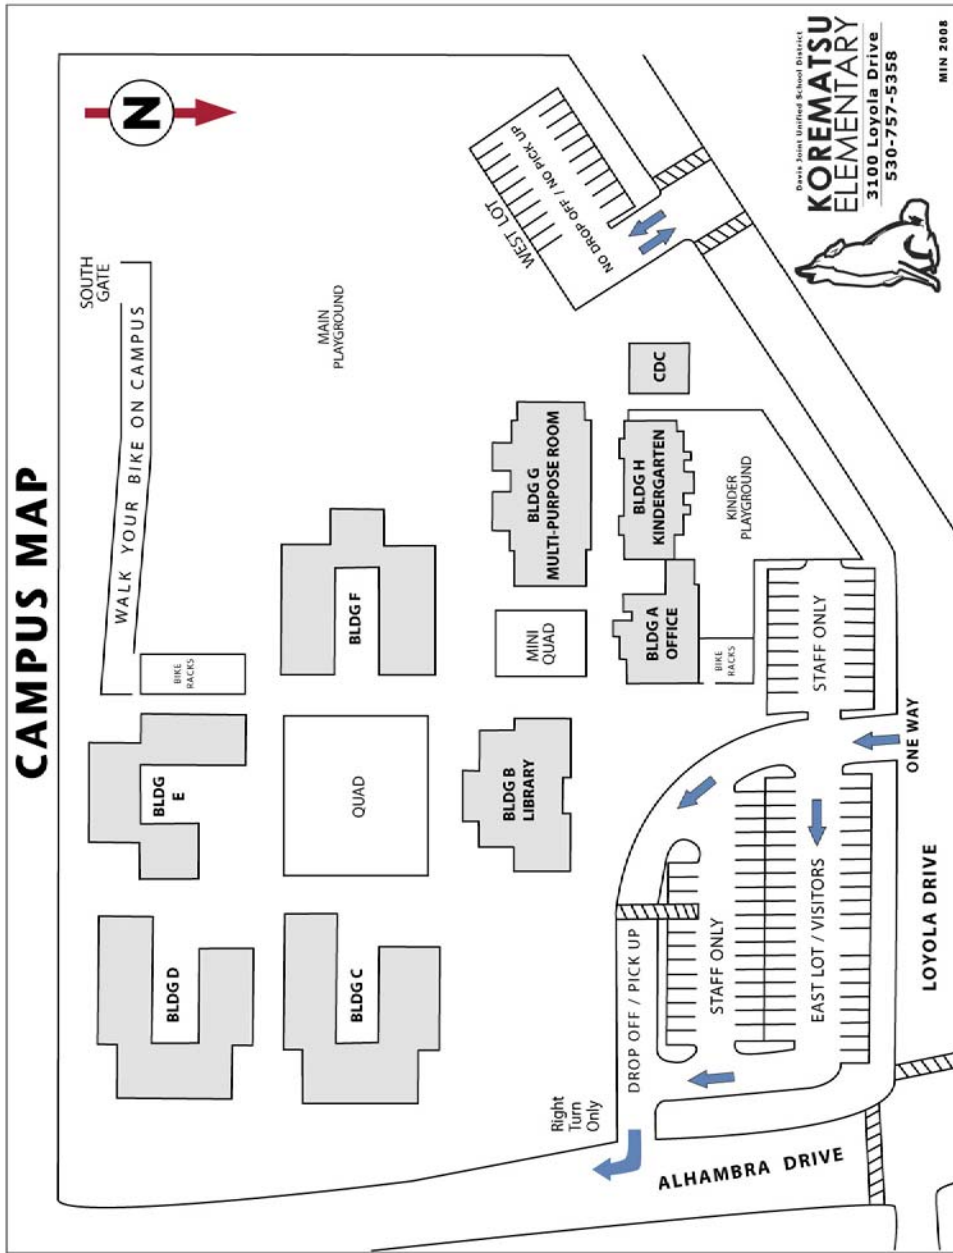 CAMPUS MAP
N
SOUTH
GATE
WALK YOUR BIKE ON CAMPUS
MAIN
PLAYGROUND
WEST LOT
NO DROP OFF / NO PICK UP
BIKE
RACKS
BLDG
E
BLDG D
BLDG F
QUAD
BLDG C
BLDG G
MULTI-PURPOSE ROOM
MINI
QUAD
BLDG B
LIBRARY
CDC
BLDG H
KINDERGARTEN
BLDG A
OFFICE
KINDER
PLAYGROUND
BIKE
RACKS
STAFF ONLY
ONE WAY
STAFF ONLY
EAST LOT / VISITORS
DROP OFF / PICK UP
Right
Turn
Only
LOYOLA DRIVE
ALHAMBRA DRIVE
Davis Joint Unified School District
KOREMATSU
ELEMENTARY
3100 Loyola Drive
530-757-5358
MIN 2008